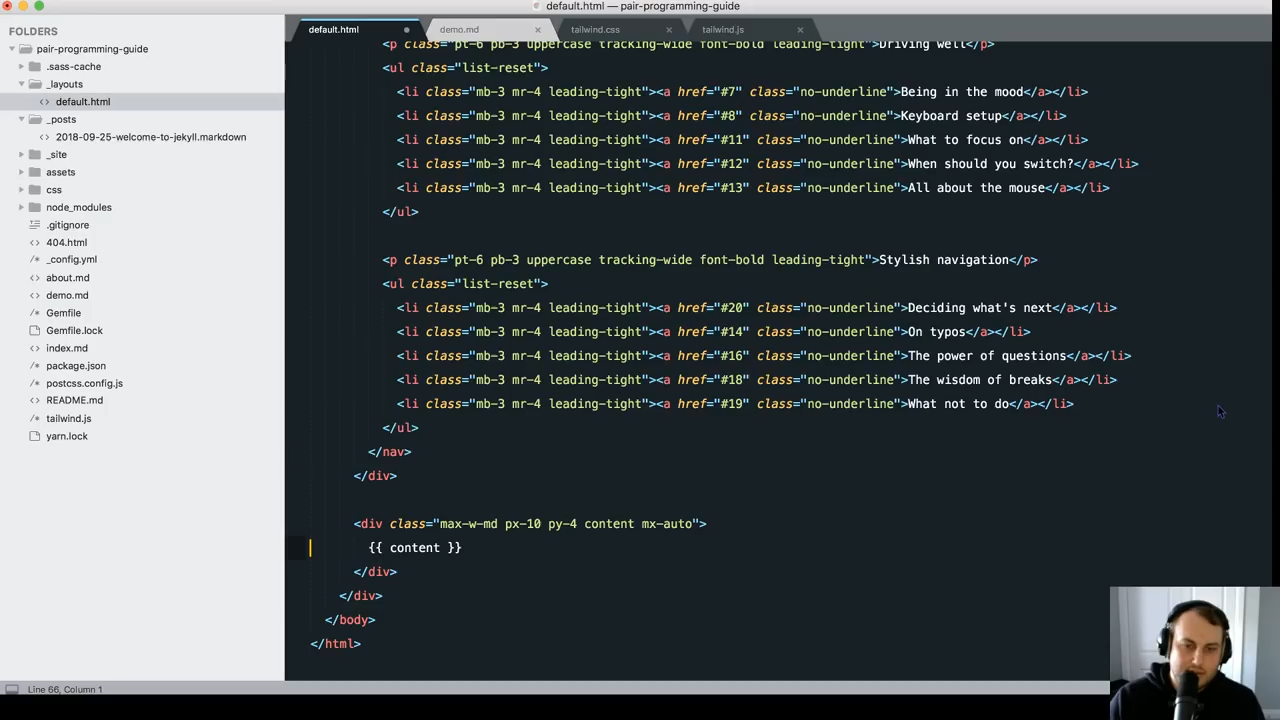 default.html — pair-programming-guide
FOLDERS
pair-programming-guide
.sass-cache
_layouts
default.html
_posts
2018-09-25-welcome-to-jekyll.markdown
_site
assets
css
node_modules
.gitignore
404.html
_config.yml
about.md
demo.md
Gemfile
Gemfile.lock
index.md
package.json
postcss.config.js
README.md
tailwind.js
yarn.lock
default.html
demo.md
tailwind.css
tailwind.js
<p class="pt-6 pb-3 uppercase tracking-wide font-bold leading-tight">Driving well</p>
<ul class="list-reset">
<li class="mb-3 mr-4 leading-tight"><a href="#7" class="no-underline">Being in the mood</a></li>
<li class="mb-3 mr-4 leading-tight"><a href="#8" class="no-underline">Keyboard setup</a></li>
<li class="mb-3 mr-4 leading-tight"><a href="#11" class="no-underline">What to focus on</a></li>
<li class="mb-3 mr-4 leading-tight"><a href="#12" class="no-underline">When should you switch?</a></li>
<li class="mb-3 mr-4 leading-tight"><a href="#13" class="no-underline">All about the mouse</a></li>
</ul>
<p class="pt-6 pb-3 uppercase tracking-wide font-bold leading-tight">Stylish navigation</p>
<ul class="list-reset">
<li class="mb-3 mr-4 leading-tight"><a href="#20" class="no-underline">Deciding what's next</a></li>
<li class="mb-3 mr-4 leading-tight"><a href="#14" class="no-underline">On typos</a></li>
<li class="mb-3 mr-4 leading-tight"><a href="#16" class="no-underline">The power of questions</a></li>
<li class="mb-3 mr-4 leading-tight"><a href="#18" class="no-underline">The wisdom of breaks</a></li>
<li class="mb-3 mr-4 leading-tight"><a href="#19" class="no-underline">What not to do</a></li>
</ul>
</nav>
</div>
<div class="max-w-md px-10 py-4 content mx-auto">
{{ content }}
</div>
</div>
</body>
</html>
Line 66, Column 1